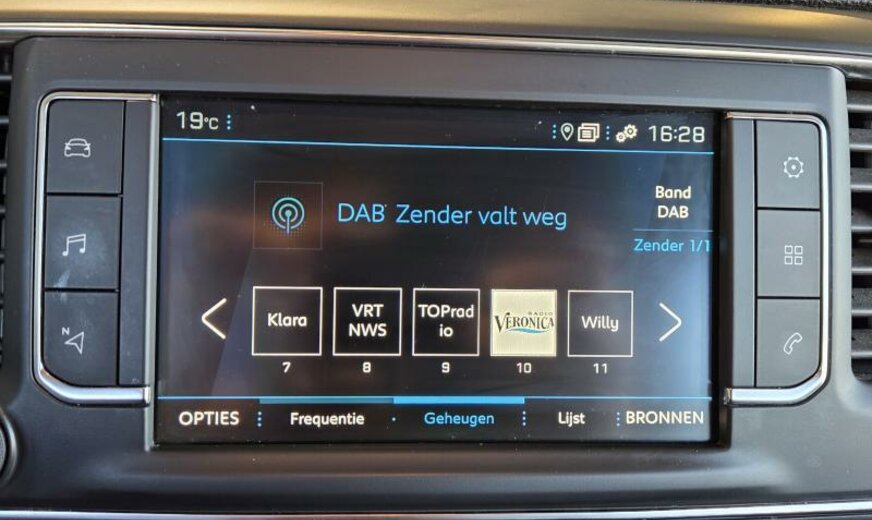 19°C
16:28
DAB Zender valt weg
Band
DAB
Zender 1/1
Klara
VRT
NWS
TOPrad
io
RADIO
VERONICA
Willy
7
8
9
10
11
OPTIES
Frequentie
Geheugen
Lijst
BRONNEN
N